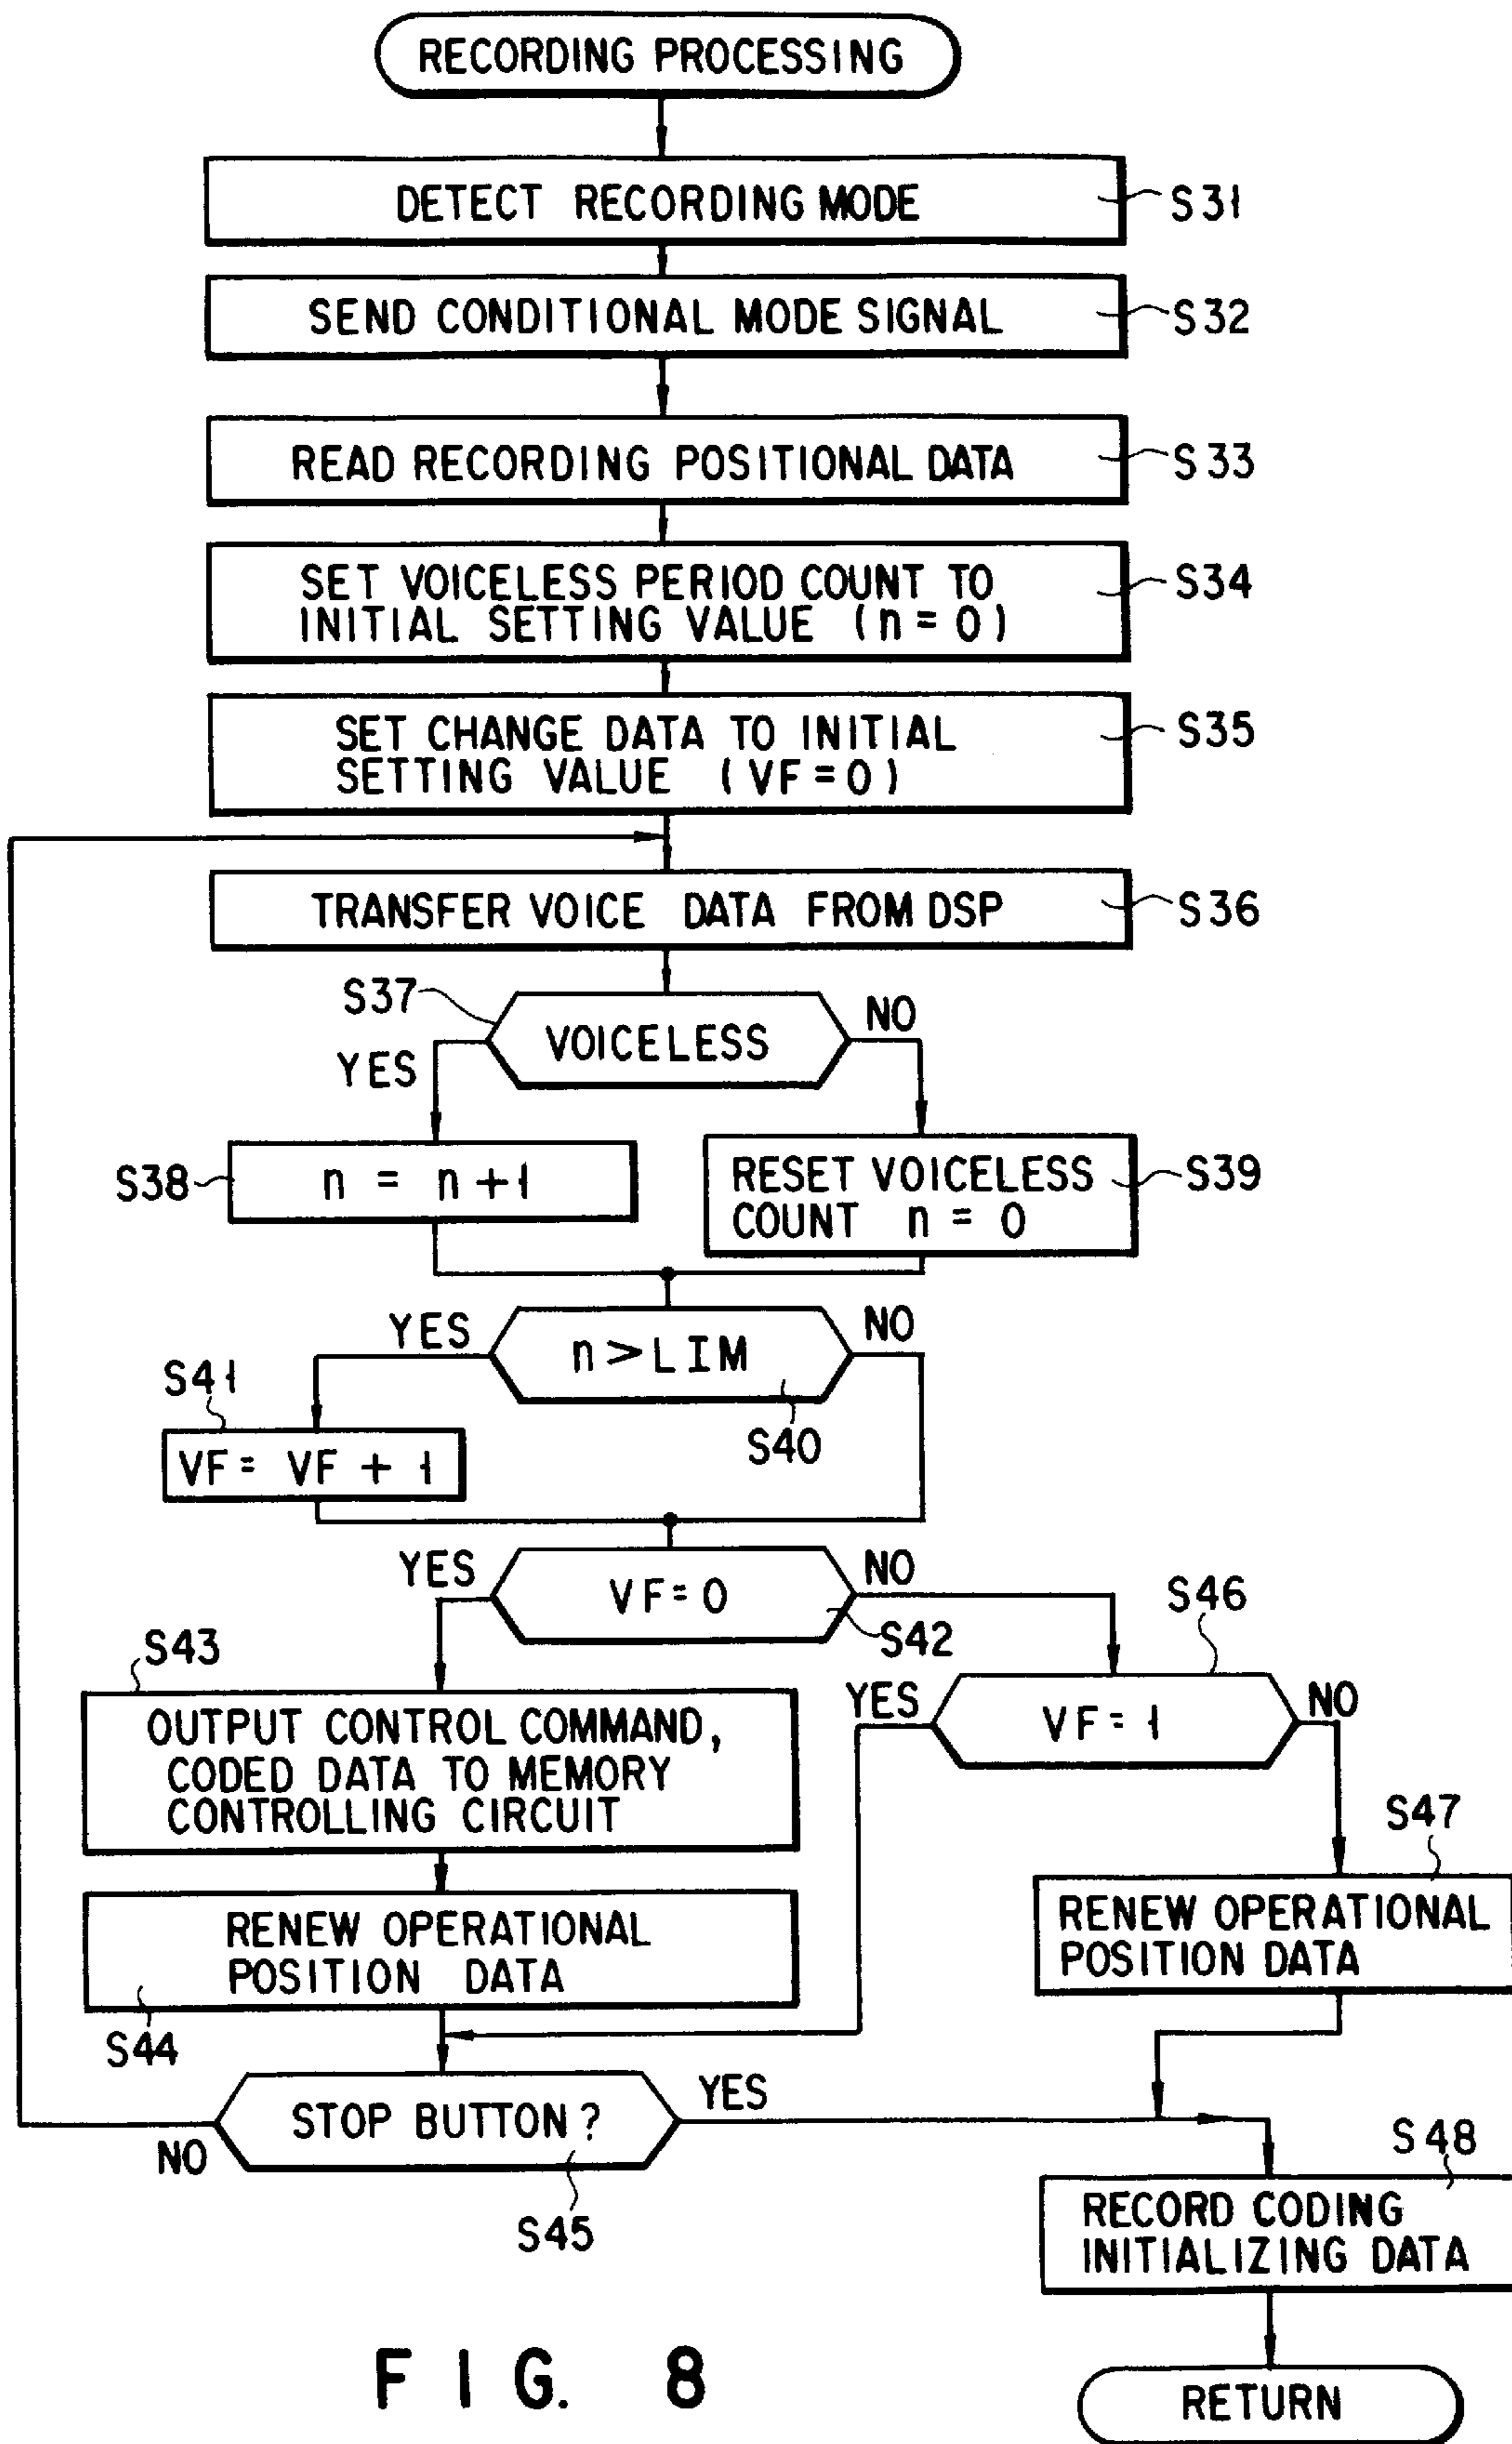 RECORDING PROCESSING
DETECT RECORDING MODE
S31
SEND CONDITIONAL MODE SIGNAL
S32
READ RECORDING POSITIONAL DATA
S33
SET VOICELESS PERIOD COUNT TO
INITIAL SETTING VALUE (n=0)
S34
SET CHANGE DATA TO INITIAL
SETTING VALUE (VF=0)
S35
TRANSFER VOICE DATA FROM DSP
S36
S37
VOICELESS
YES
NO
S38
n = n+1
RESET VOICELESS
COUNT n = 0
S39
YES
n>LIM
NO
S40
S41
VF= VF + 1
YES
VF=0
NO
S42
S46
S43
OUTPUT CONTROL COMMAND,
CODED DATA TO MEMORY
CONTROLLING CIRCUIT
YES
VF=1
NO
S47
RENEW OPERATIONAL
POSITION DATA
RENEW OPERATIONAL
POSITION DATA
S44
STOP BUTTON?
YES
NO
S45
S48
RECORD CODING
INITIALIZING DATA
RETURN
FIG. 8